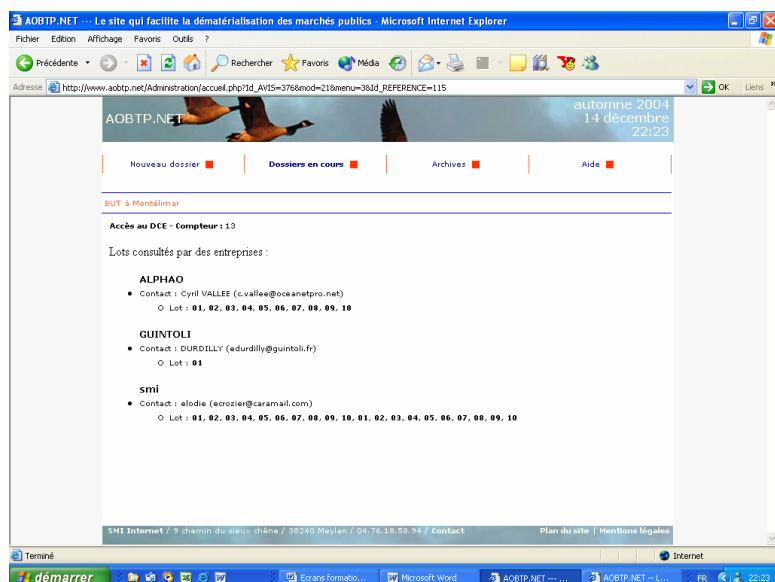 AOBTP.NET --- Le site qui facilite la dématérialisation des marchés publics - Microsoft Internet Explorer
Fichier Edition Affichage Favoris Outils ?
Précédente Rechercher Favoris Média
Adresse http://www.aobtp.net/Administration/accueil.php?Id_AVIS=376&mod=21&menu=3&Id_REFERENCE=115 OK Liens »
AOBTP.NET
automne 2004
14 décembre
22:23
Nouveau dossier Dossiers en cours Archives Aide
BUT à Montélimar
Accès au DCE - Compteur : 13
Lots consultés par des entreprises :
ALPHAO
• Contact : Cyril VALLEE (c.vallee@oceanetpro.net)
○ Lot : 01, 02, 03, 04, 05, 06, 07, 08, 09, 10
GUINTOLI
• Contact : DURDILLY (edurdilly@guintoli.fr)
○ Lot : 01
smi
• Contact : elodie (ecrozier@caramail.com)
○ Lot : 01, 02, 03, 04, 05, 06, 07, 08, 09, 10, 01, 02, 03, 04, 05, 06, 07, 08, 09, 10
SMI Internet / 9 chemin du vieux chêne / 38240 Meylan / 04.76.18.58.94 / Contact Plan du site | Mentions légales
Terminé Internet
démarrer Ecrans formatio... Microsoft Word AOBTP.NET --- ... AOBTP.NET -- L... FR 22:23